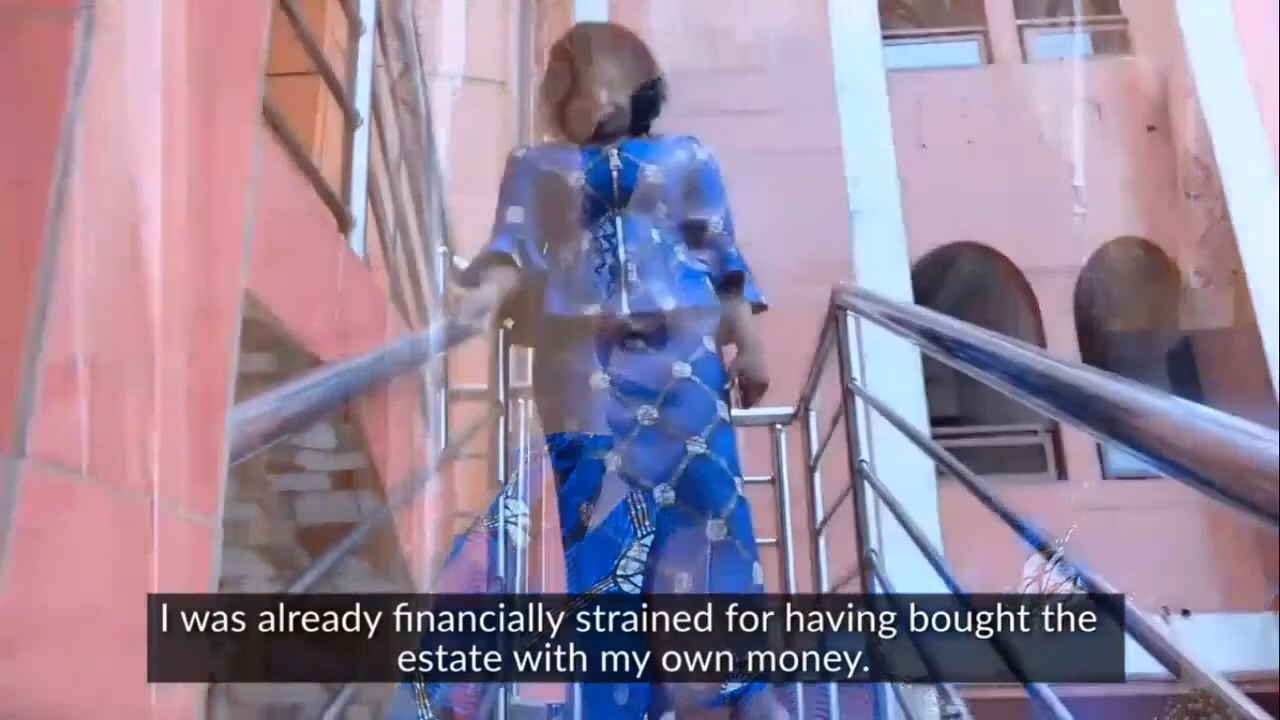 I was already financially strained for having bought the
estate with my own money.